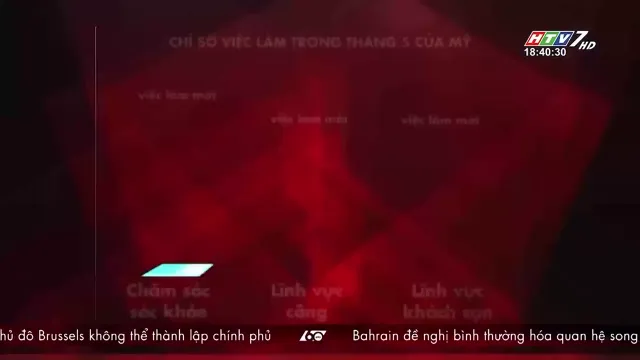 HTV7 HD
18:40:30
CHỈ SỐ VIỆC LÀM TRONG THÁNG 5 CỦA MỸ
việc làm mới
việc làm mới
việc làm mới
Chăm sóc
sóc khỏe
Lĩnh vực
công
Lĩnh vực
khách sạn
hủ đô Brussels không thể thành lập chính phủ
60
Bahrain đề nghị bình thường hóa quan hệ song